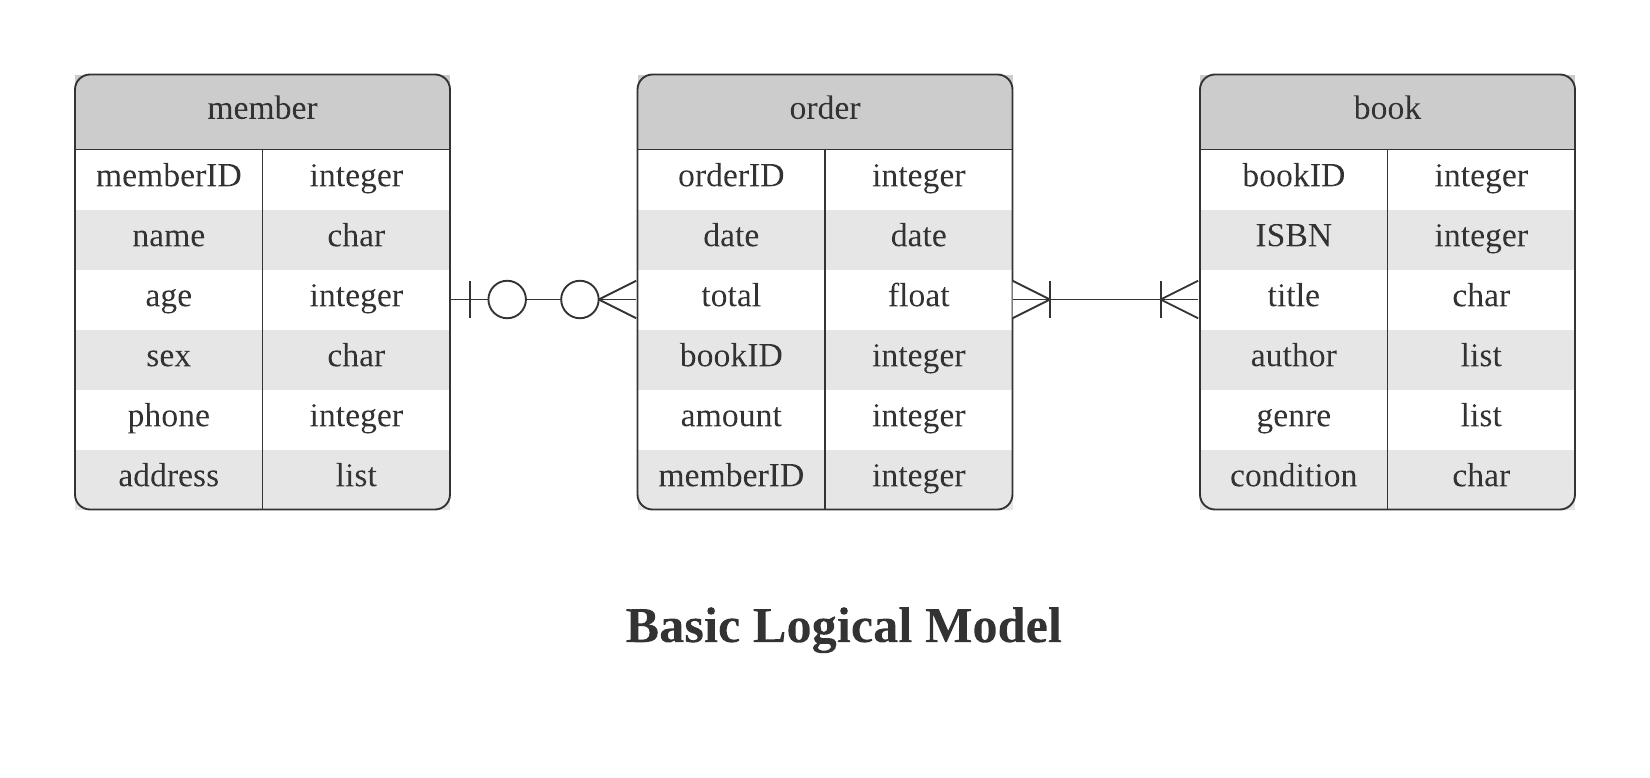 member
memberID integer
name char
age integer
sex char
phone integer
address list
order
orderID integer
date date
total float
bookID integer
amount integer
memberID integer
book
bookID integer
ISBN integer
title char
author list
genre list
condition char
Basic Logical Model